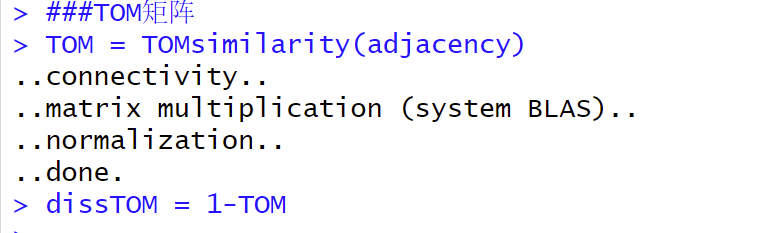 > ###TOM矩阵
> TOM = TOMsimilarity(adjacency)
..connectivity..
..matrix multiplication (system BLAS)..
..normalization..
..done.
> dissTOM = 1-TOM
>